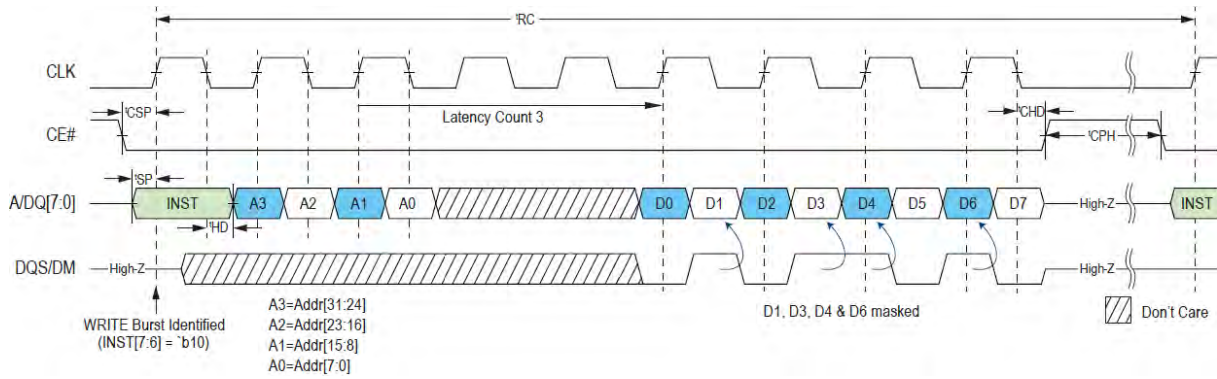 tRC
CLK
tCSP
Latency Count 3
tCHD
CE#
tCPH
tSP
A/DQ[7:0]
INST A3 A2 A1 A0 D0 D1 D2 D3 D4 D5 D6 D7 High-Z INST
tHD
DQS/DM High-Z High-Z
A3=Addr[31:24]
A2=Addr[23:16]
A1=Addr[15:8]
A0=Addr[7:0]
D1, D3, D4 & D6 masked
Don't Care
WRITE Burst Identified
(INST[7:6] = `b10)